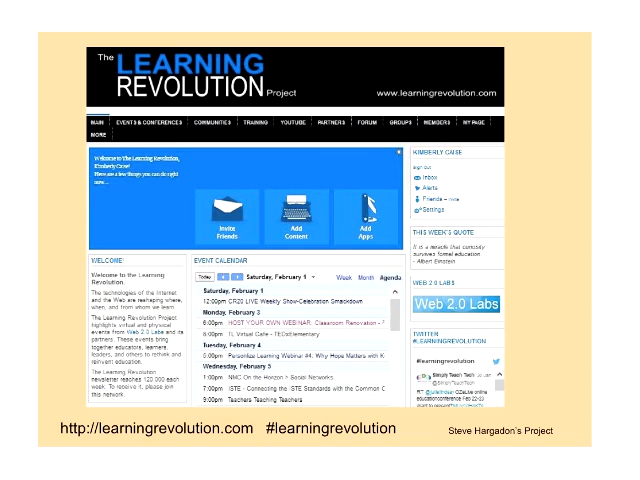 The LEARNING
REVOLUTION Project
www.learningrevolution.com
MAIN EVENTS & CONFERENCES COMMUNITIES TRAINING YOUTUBE PARTNERS FORUM GROUPS MEMBERS MY PAGE
MORE
Welcome to The Learning Revolution,
Kimberly Caise!
Here are a few things you can do right
now...
Invite
Friends
Add
Content
Add
Apps
KIMBERLY CAISE
sign out
Inbox
Alerts
Friends – Invite
Settings
THIS WEEK'S QUOTE
It is a miracle that curiosity
survives formal education.
- Albert Einstein
WEB 2.0 LABS
Web 2.0 Labs
TWITTER
#LEARNINGREVOLUTION
#learningrevolution
Simply Teach Tech
@SimplyTeachTech
educationconference Feb 22-23
WELCOME!
Welcome to the Learning
Revolution.
The technologies of the Internet
and the Web are reshaping where,
when, and from whom we learn.
The Learning Revolution Project
highlights virtual and physical
events from Web 2.0 Labs and its
partners. These events bring
together educators, learners,
leaders, and others to rethink and
reinvent education.
The Learning Revolution
newsletter reaches 120,000 each
week. To receive it, please join
this network.
EVENT CALENDAR
Today Saturday, February 1 Week Month Agenda
Saturday, February 1
12:00pm CR20 LIVE Weekly Show-Celebration Smackdown
Monday, February 3
6:00pm HOST YOUR OWN WEBINAR: Classroom Renovation -
8:00pm TL Virtual Cafe - TEDxElementary
Tuesday, February 4
5:00pm Personalize Learning Webinar #4: Why Hope Matters with K
Wednesday, February 5
1:00pm NMC On the Horizon > Social Networks
7:00pm ISTE - Connecting the ISTE Standards with the Common C
9:00pm Teachers Teaching Teachers
http://learningrevolution.com #learningrevolution
Steve Hargadon's Project